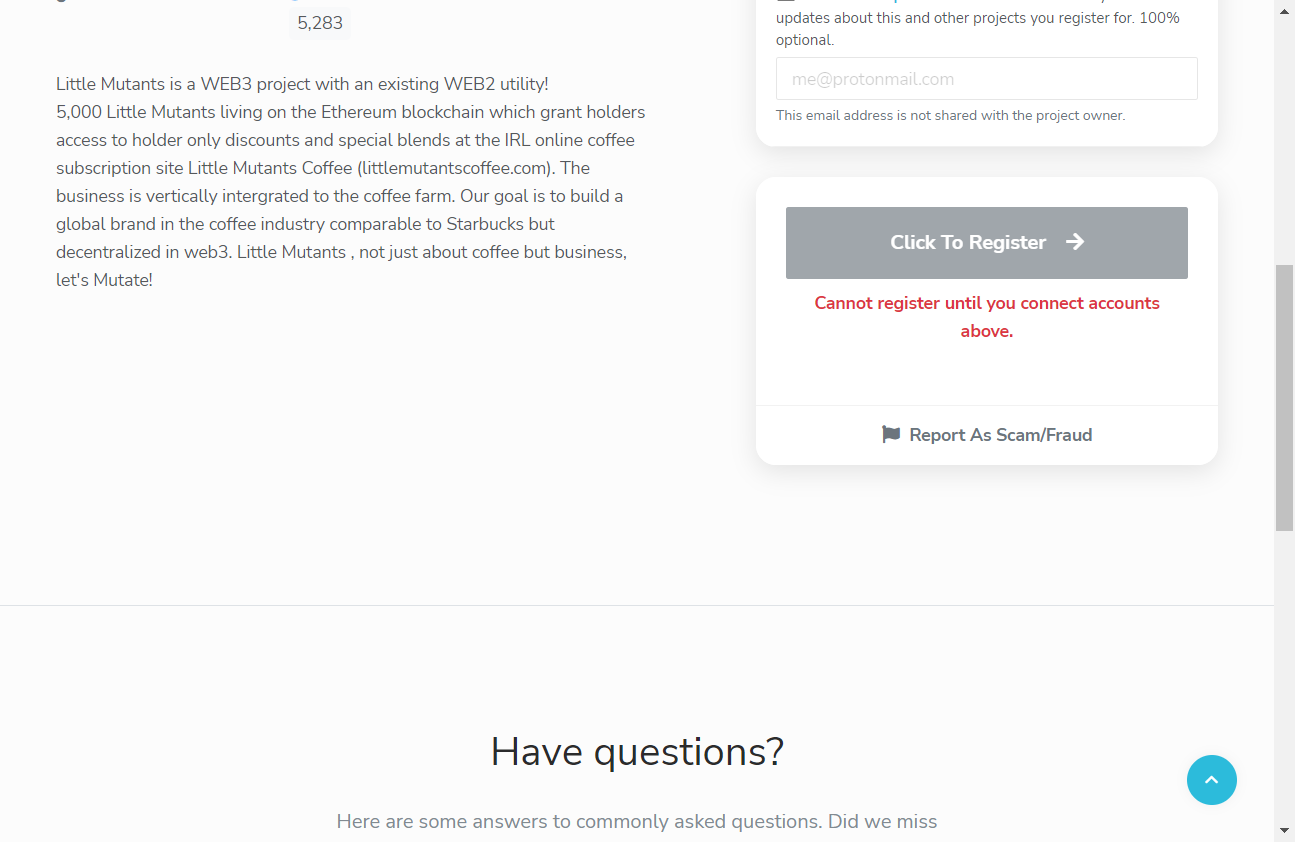 5,283
Little Mutants is a WEB3 project with an existing WEB2 utility!
5,000 Little Mutants living on the Ethereum blockchain which grant holders
access to holder only discounts and special blends at the IRL online coffee
subscription site Little Mutants Coffee (littlemutantscoffee.com). The
business is vertically intergrated to the coffee farm. Our goal is to build a
global brand in the coffee industry comparable to Starbucks but
decentralized in web3. Little Mutants , not just about coffee but business,
let's Mutate!
updates about this and other projects you register for. 100%
optional.
me@protonmail.com
This email address is not shared with the project owner.
Click To Register
Cannot register until you connect accounts
above.
Report As Scam/Fraud
Have questions?
Here are some answers to commonly asked questions. Did we miss